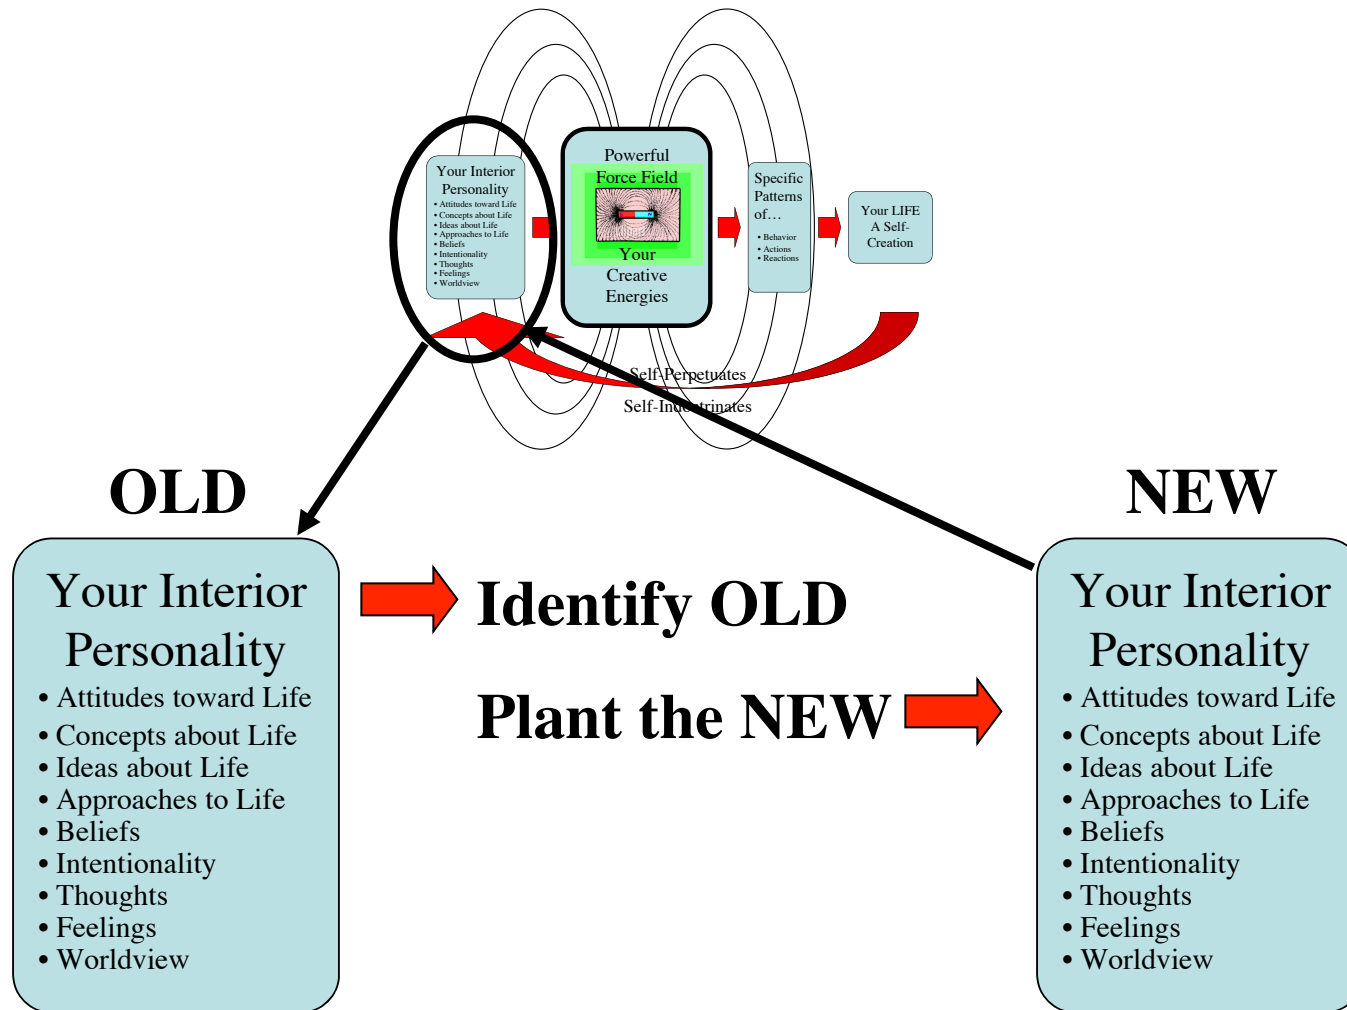 Your Interior
Personality
• Attitudes toward Life
• Concepts about Life
• Ideas about Life
• Approaches to Life
• Beliefs
• Intentionality
• Thoughts
• Feelings
• Worldview
Powerful
Force Field
Your
Creative
Energies
Specific
Patterns
of…
• Behavior
• Actions
• Reactions
Your LIFE
A Self-
Creation
Self-Perpetuates
Self-Indoctrinates
OLD
Your Interior
Personality
• Attitudes toward Life
• Concepts about Life
• Ideas about Life
• Approaches to Life
• Beliefs
• Intentionality
• Thoughts
• Feelings
• Worldview
Identify OLD
Plant the NEW
NEW
Your Interior
Personality
• Attitudes toward Life
• Concepts about Life
• Ideas about Life
• Approaches to Life
• Beliefs
• Intentionality
• Thoughts
• Feelings
• Worldview